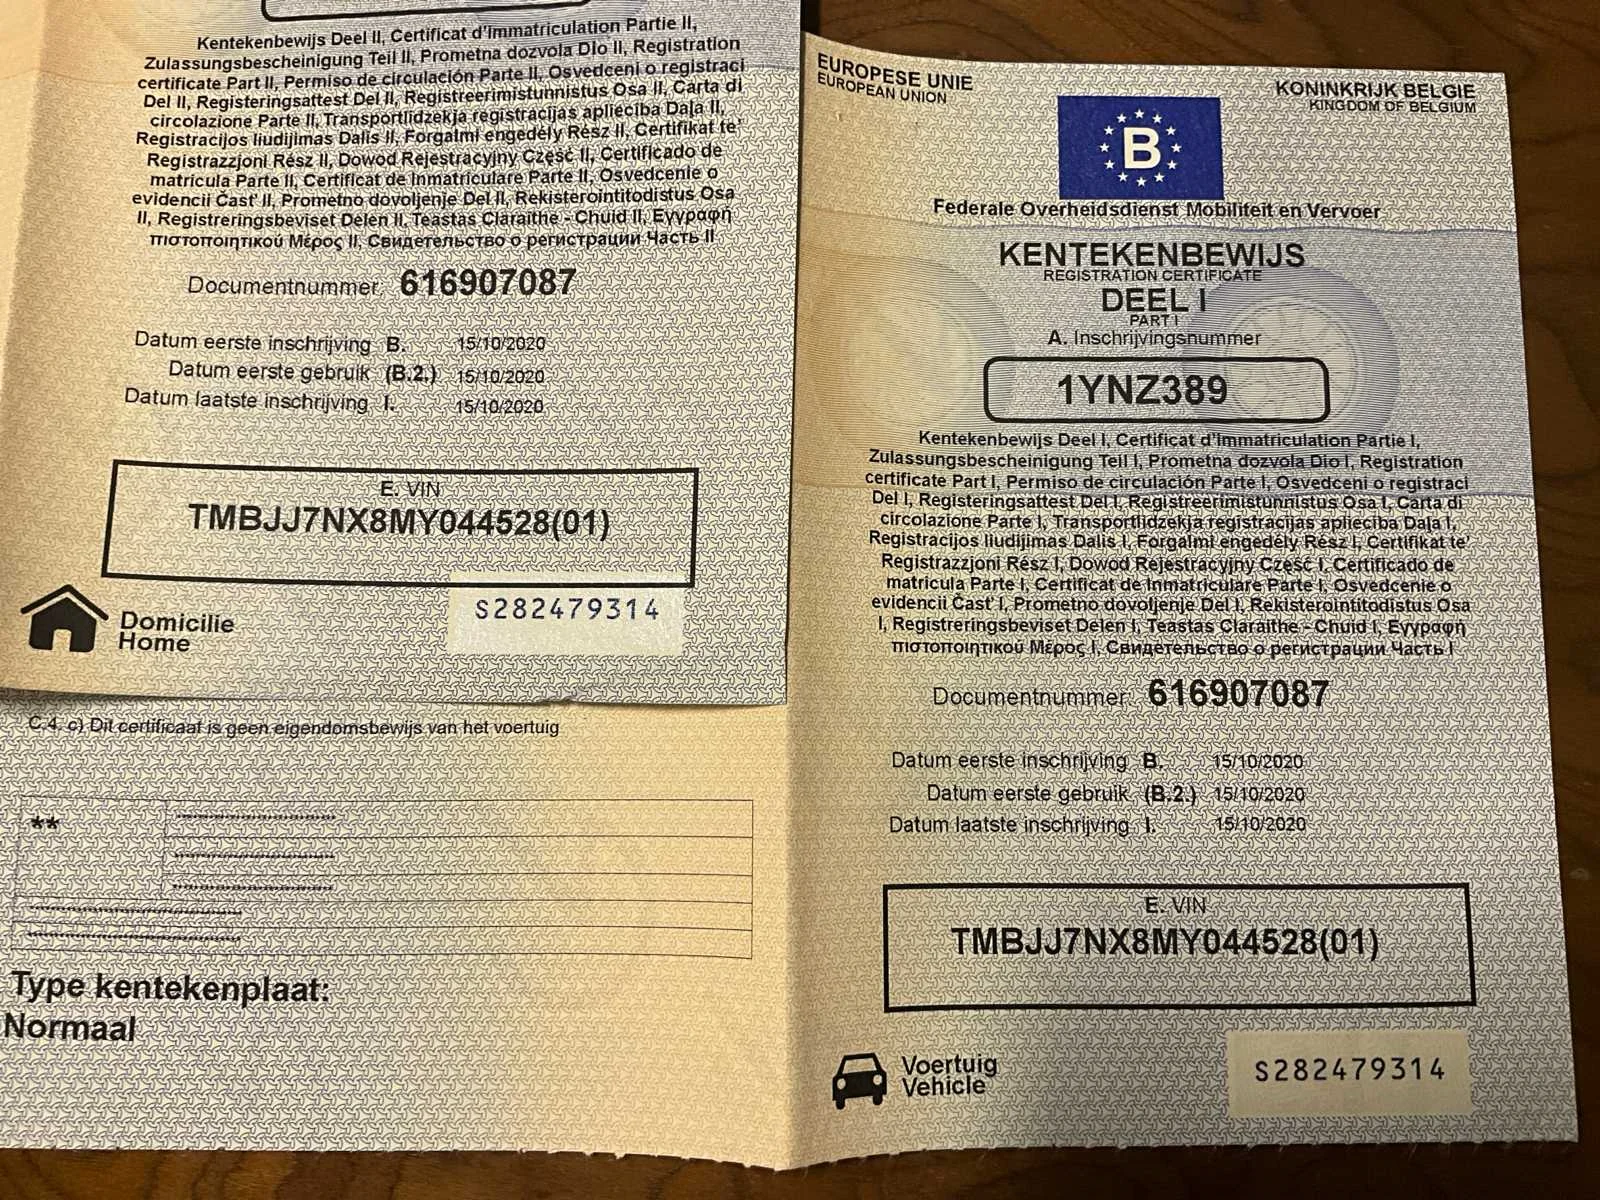 Kentekenbewijs Deel II, Certificat d'immatriculation Partie II,
Zulassungsbescheinigung Teil II, Prometna dozvola Dio II, Registration
certificate Part II, Permiso de circulación Parte II, Osvedceni o registraci
Del II, Registeringsattest Del II, Registreerimistunnistus Osa II, Carta di
circolazione Parte II, Transportlidzekja registracijas aplieciba Daļa II,
Registracijos liudijimas Dalis II, Forgalmi engedély Rész II, Certifikat te'
Registrazzjoni Rész II, Dowod Rejestracyjny Część II, Certificado de
matricula Parte II, Certificat de înmatriculare Parte II, Osvedcenie o
evidencii Časť II, Prometno dovoljenje Del II, Rekisterointitodistus Osa
II, Registreringsbeviset Delen II, Teastas Claraithe - Chuid II, Εγγραφή
πιστοποιητικού Μέρος II, Свидетельство о регистрации Часть II
Documentnummer 616907087
Datum eerste inschrijving B. 15/10/2020
Datum eerste gebruik (B.2.) 15/10/2020
Datum laatste inschrijving I. 15/10/2020
E. VIN
TMBJJ7NX8MY044528(01)
Domicilie
Home
S282479314
C.4. c) Dit certificaat is geen eigendomsbewijs van het voertuig
**
Type kentekenplaat:
Normaal
EUROPESE UNIE
EUROPEAN UNION
KONINKRIJK BELGIE
KINGDOM OF BELGIUM
B
Federale Overheidsdienst Mobiliteit en Vervoer
KENTEKENBEWIJS
REGISTRATION CERTIFICATE
DEEL I
PART I
A. Inschrijvingsnummer
1YNZ389
Kentekenbewijs Deel I, Certificat d'immatriculation Partie I,
Zulassungsbescheinigung Teil I, Prometna dozvola Dio I, Registration
certificate Part I, Permiso de circulación Parte I, Osvedceni o registraci
Del I, Registeringsattest Del I, Registreerimistunnistus Osa I, Carta di
circolazione Parte I, Transportlidzekja registracijas aplieciba Daļa I,
Registracijos liudijimas Dalis I, Forgalmi engedély Rész I, Certifikat te'
Registrazzjoni Rész I, Dowod Rejestracyjny Część I, Certificado de
matricula Parte I, Certificat de înmatriculare Parte I, Osvedcenie o
evidencii Časť I, Prometno dovoljenje Del I, Rekisterointitodistus Osa
I, Registreringsbeviset Delen I, Teastas Claraithe - Chuid I, Εγγραφή
πιστοποιητικού Μέρος I, Свидетельство о регистрации Часть I
Documentnummer 616907087
Datum eerste inschrijving B. 15/10/2020
Datum eerste gebruik (B.2.) 15/10/2020
Datum laatste inschrijving I. 15/10/2020
E. VIN
TMBJJ7NX8MY044528(01)
Voertuig
Vehicle
S282479314